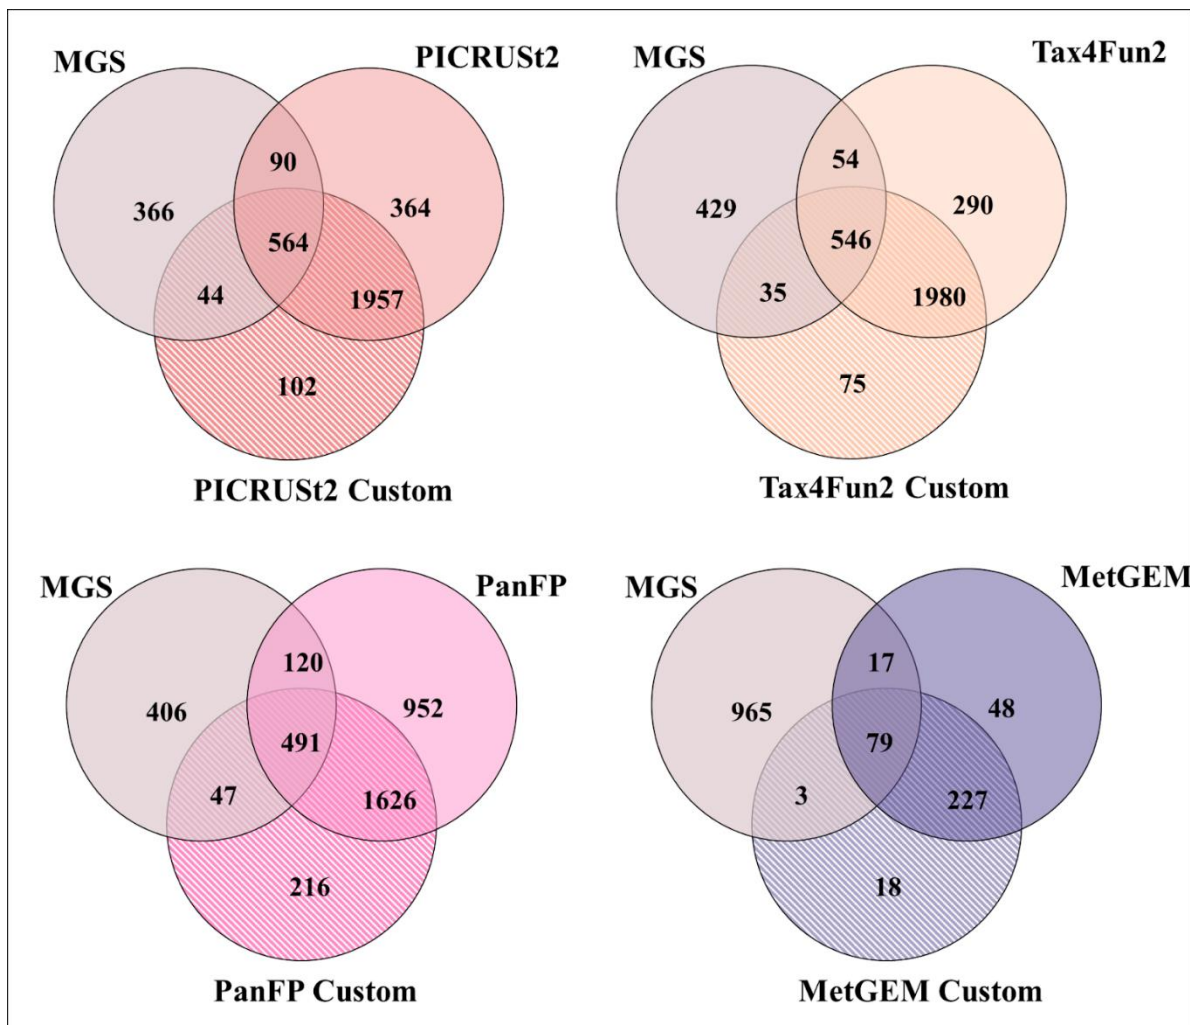 MGS
PICRUSt2
90
366
364
564
44
1957
102
PICRUSt2 Custom
MGS
Tax4Fun2
54
429
290
546
35
1980
75
Tax4Fun2 Custom
MGS
PanFP
120
406
952
491
47
1626
216
PanFP Custom
MGS
MetGEM
17
965
48
79
3
227
18
MetGEM Custom